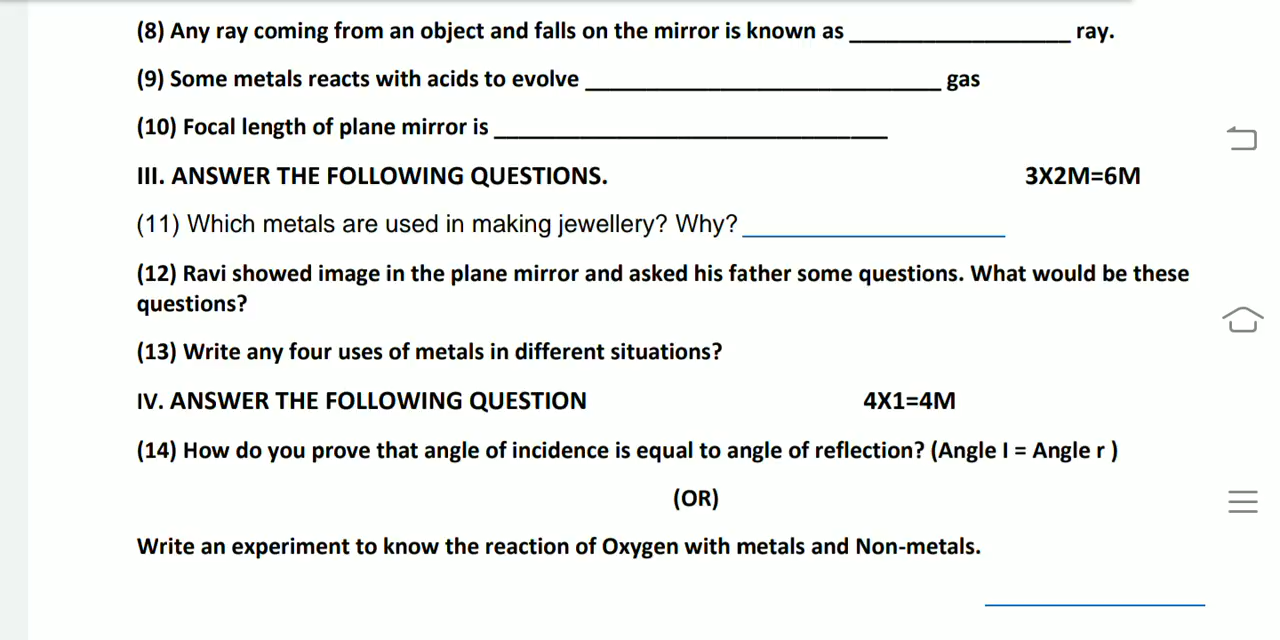 (8) Any ray coming from an object and falls on the mirror is known as __________________ ray.
(9) Some metals reacts with acids to evolve _____________________________ gas
(10) Focal length of plane mirror is ________________________________
III. ANSWER THE FOLLOWING QUESTIONS. 3X2M=6M
(11) Which metals are used in making jewellery? Why? ___________________
(12) Ravi showed image in the plane mirror and asked his father some questions. What would be these
questions?
(13) Write any four uses of metals in different situations?
IV. ANSWER THE FOLLOWING QUESTION 4X1=4M
(14) How do you prove that angle of incidence is equal to angle of reflection? (Angle I = Angle r )
(OR)
Write an experiment to know the reaction of Oxygen with metals and Non-metals.